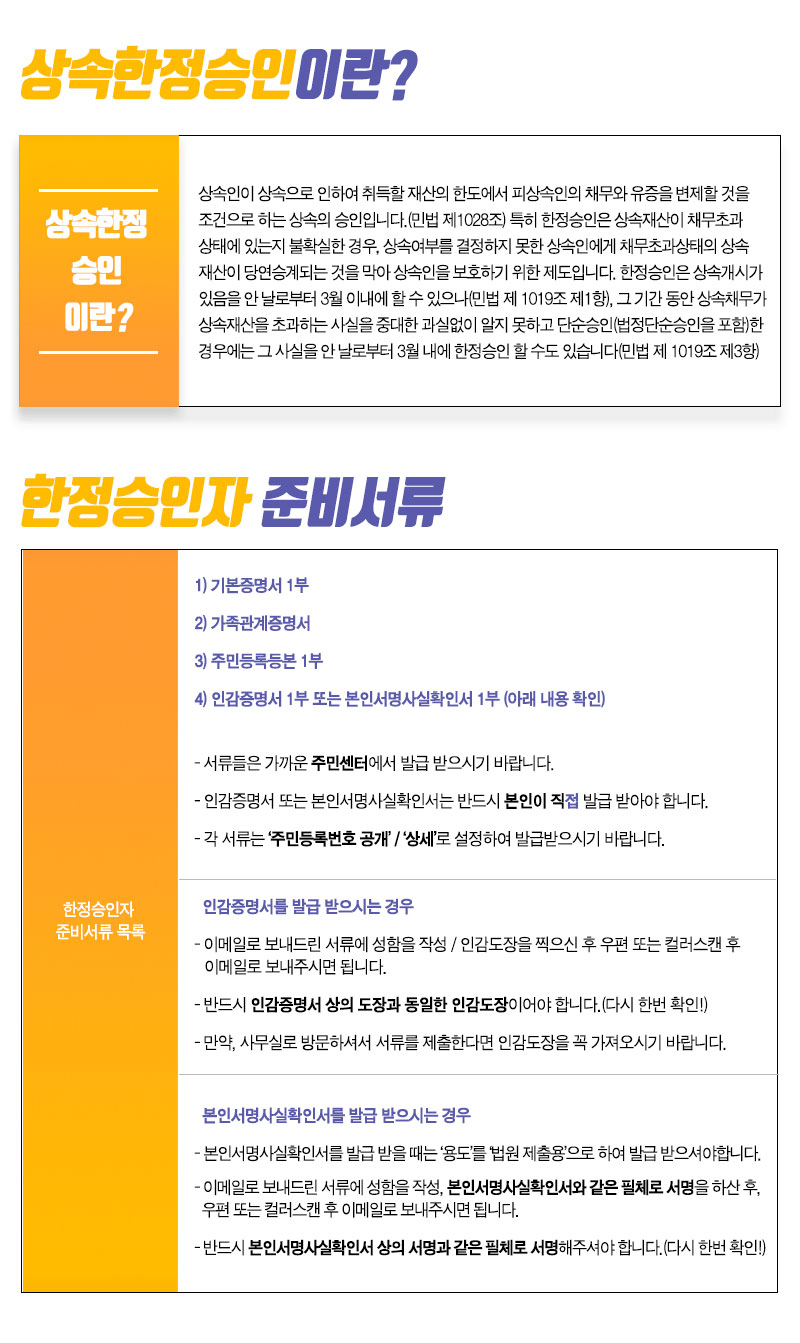 상속한정승인이란?
상속한정
승인
이란?
상속인이 상속으로 인하여 취득할 재산의 한도에서 피상속인의 채무와 유증을 변제할 것을
조건으로 하는 상속의 승인입니다.(민법 제1028조) 특히 한정승인은 상속재산이 채무초과
상태에 있는지 불확실한 경우, 상속여부를 결정하지 못한 상속인에게 채무초과상태의 상속
재산이 당연승계되는 것을 막아 상속인을 보호하기 위한 제도입니다. 한정승인은 상속개시가
있음을 안 날로부터 3월 이내에 할 수 있으나(민법 제 1019조 제1항), 그 기간 동안 상속채무가
상속재산을 초과하는 사실을 중대한 과실없이 알지 못하고 단순승인(법정단순승인을 포함)한
경우에는 그 사실을 안 날로부터 3월 내에 한정승인 할 수도 있습니다(민법 제 1019조 제3항)
한정승인자 준비서류
한정승인자
준비서류 목록
1) 기본증명서 1부
2) 가족관계증명서
3) 주민등록등본 1부
4) 인감증명서 1부 또는 본인서명사실확인서 1부 (아래 내용 확인)
- 서류들은 가까운 주민센터에서 발급 받으시기 바랍니다.
- 인감증명서 또는 본인서명사실확인서는 반드시 본인이 직접 발급 받아야 합니다.
- 각 서류는 '주민등록번호 공개' / '상세'로 설정하여 발급받으시기 바랍니다.
인감증명서를 발급 받으시는 경우
- 이메일로 보내드린 서류에 성함을 작성 / 인감도장을 찍으신 후 우편 또는 컬러스캔 후
이메일로 보내주시면 됩니다.
- 반드시 인감증명서 상의 도장과 동일한 인감도장이어야 합니다.(다시 한번 확인!)
- 만약, 사무실로 방문하셔서 서류를 제출한다면 인감도장을 꼭 가져오시기 바랍니다.
본인서명사실확인서를 발급 받으시는 경우
- 본인서명사실확인서를 발급 받을 때는 '용도'를 '법원 제출용'으로 하여 발급 받으셔야합니다.
- 이메일로 보내드린 서류에 성함을 작성, 본인서명사실확인서와 같은 필체로 서명을 하산 후,
우편 또는 컬러스캔 후 이메일로 보내주시면 됩니다.
- 반드시 본인서명사실확인서 상의 서명과 같은 필체로 서명해주셔야 합니다.(다시 한번 확인!)